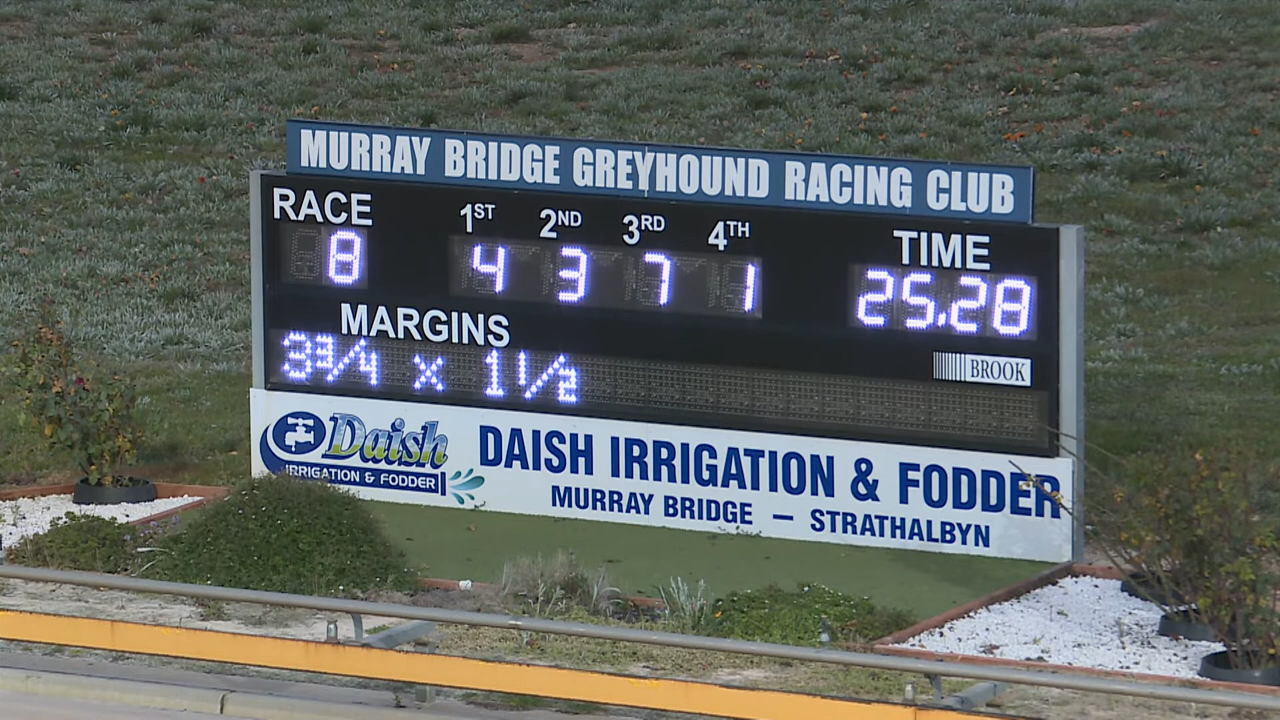 MURRAY BRIDGE GREYHOUND RACING CLUB
RACE 1ST 2ND 3RD 4TH TIME
8 4 3 7 1 25.28
MARGINS
3¾ x 1½
BROOK
Daish
IRRIGATION & FODDER
DAISH IRRIGATION & FODDER
MURRAY BRIDGE — STRATHALBYN